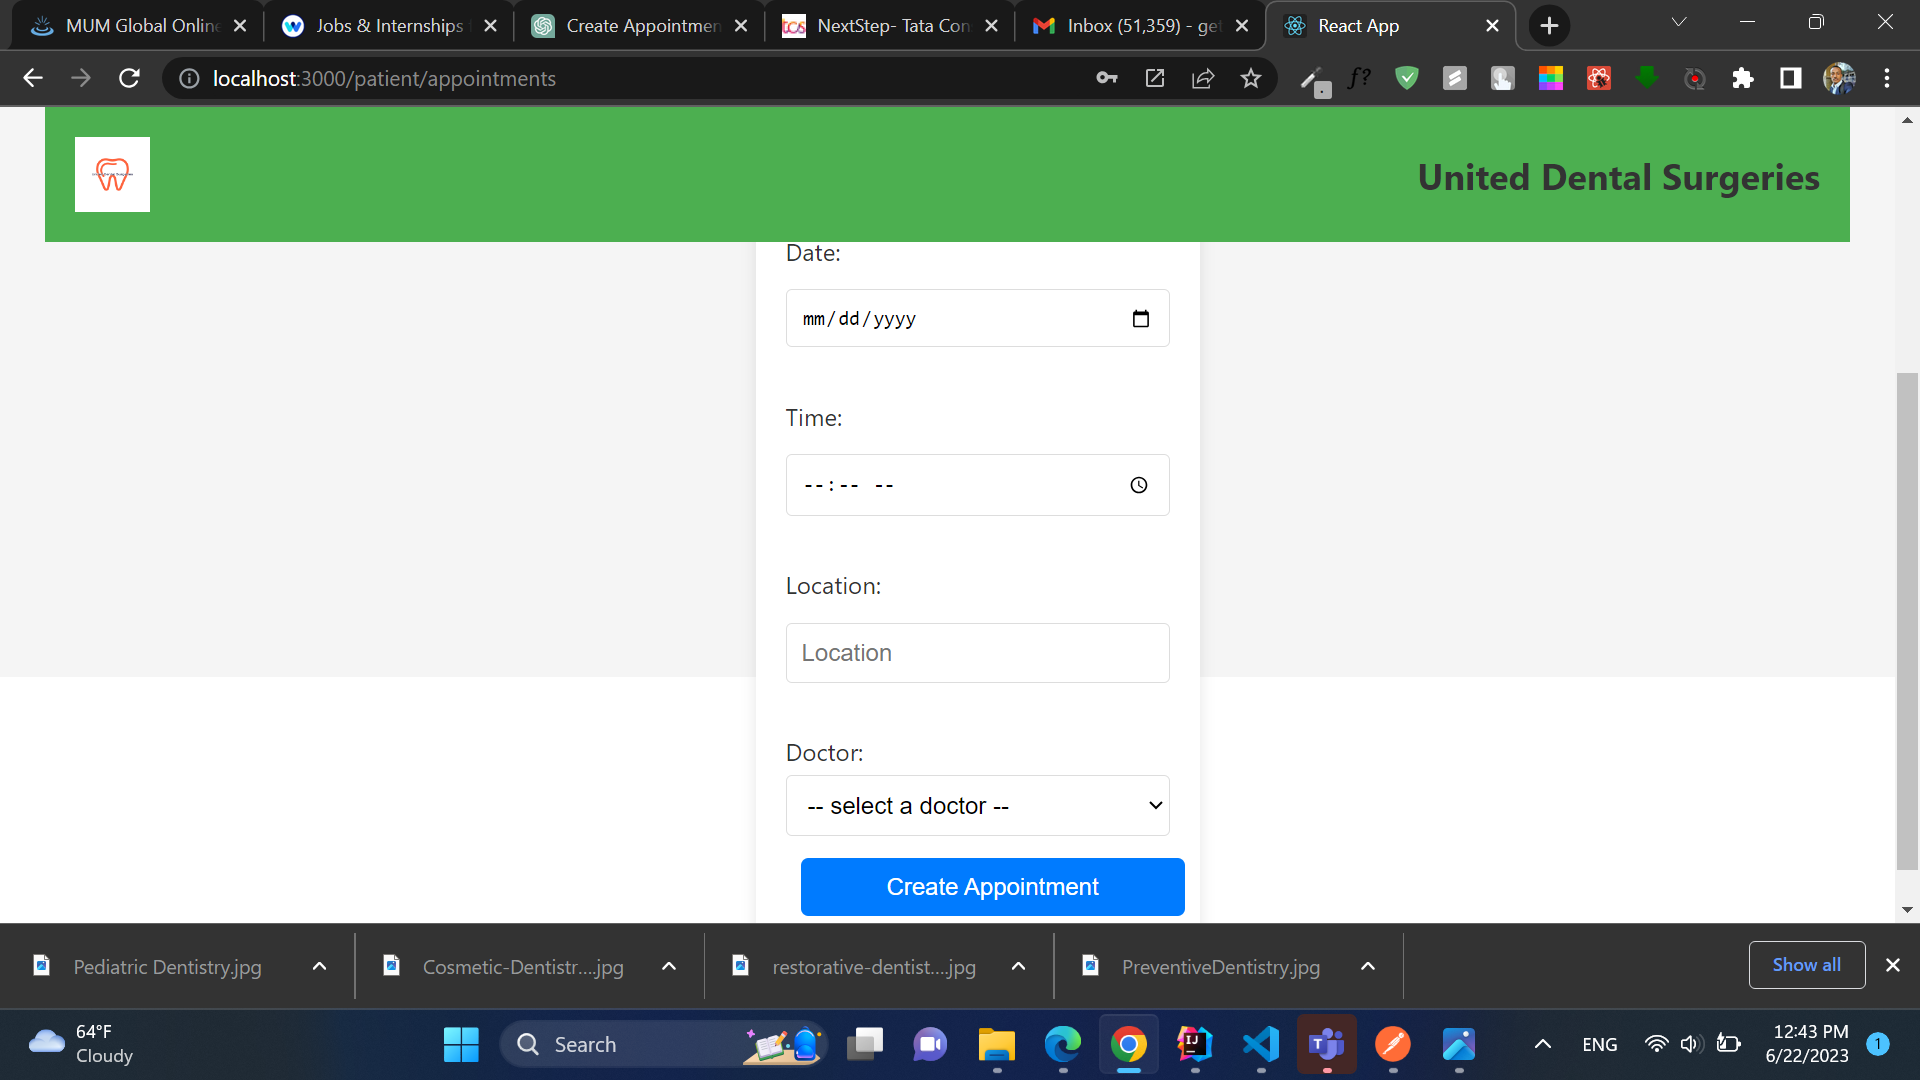 MUM Global Online
Jobs & Internships
Create Appointmen
NextStep- Tata Con
Inbox (51,359) - get
React App
localhost:3000/patient/appointments
United Dental Surgeries
Date:
mm/dd/yyyy
Time:
--:-- --
Location:
Location
Doctor:
-- select a doctor --
Create Appointment
Pediatric Dentistry.jpg
Cosmetic-Dentistr....jpg
restorative-dentist....jpg
PreventiveDentistry.jpg
Show all
64°F
Cloudy
Search
ENG
12:43 PM
6/22/2023
1